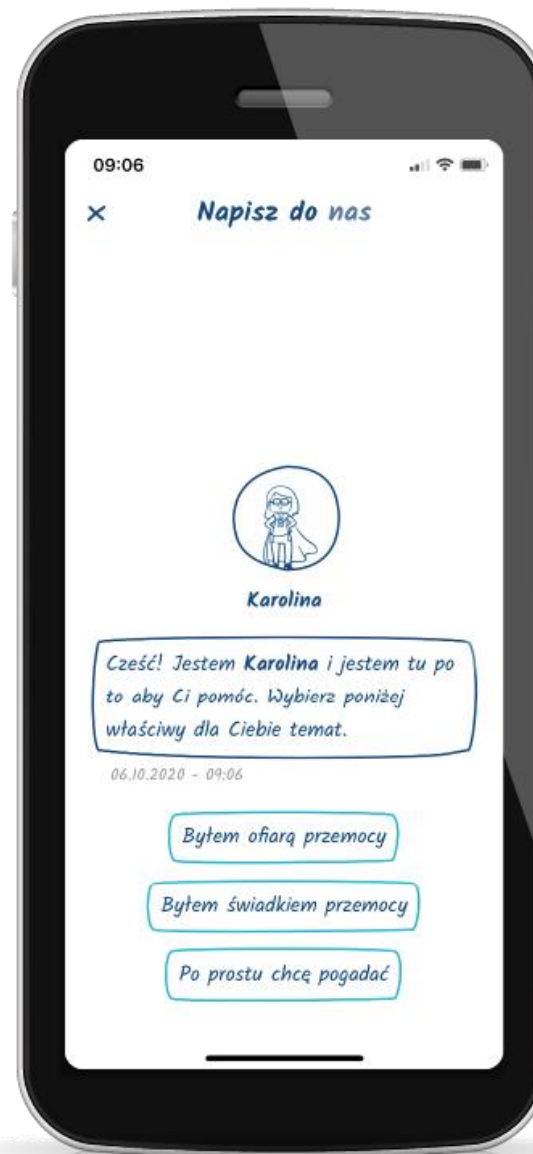 09:06
Napisz do nas
Karolina
Cześć! Jestem Karolina i jestem tu po
to aby Ci pomóc. Wybierz poniżej
właściwy dla Ciebie temat.
06.10.2020 - 09:06
Byłem ofiarą przemocy
Byłem świadkiem przemocy
Po prostu chcę pogadać